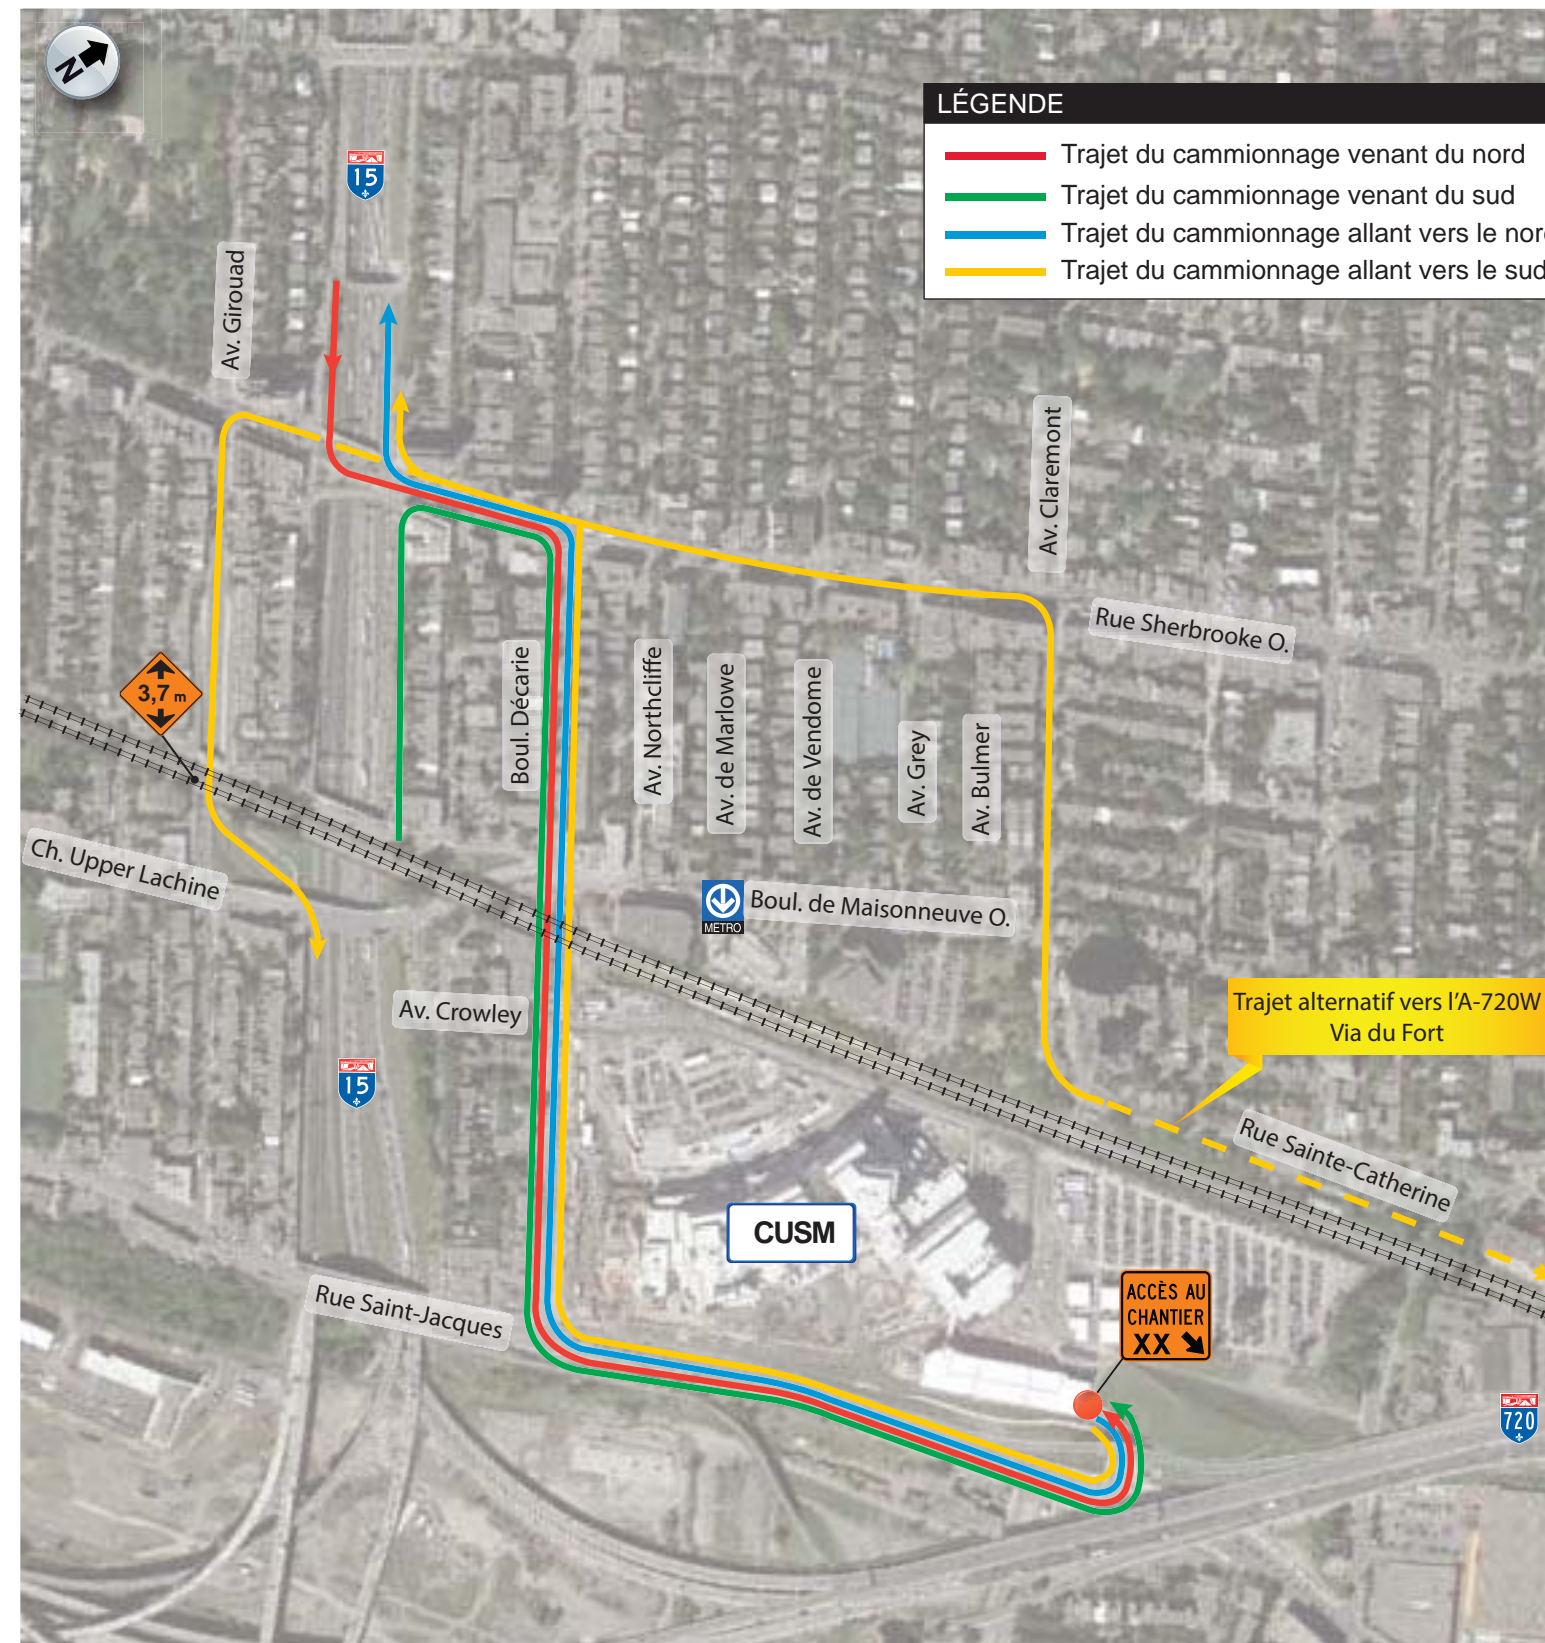 N
LÉGENDE
Trajet du cammionnage venant du nord
Trajet du cammionnage venant du sud
Trajet du cammionnage allant vers le nor
Trajet du cammionnage allant vers le sud
15
Av. Girouad
Av. Claremont
Rue Sherbrooke O.
3,7 m
Boul. Décarie
Av. Northcliffe
Av. de Marlowe
Av. de Vendome
Av. Grey
Av. Bulmer
Ch. Upper Lachine
METRO
Boul. de Maisonneuve O.
Av. Crowley
Trajet alternatif vers l'A-720W
Via du Fort
15
Rue Sainte-Catherine
CUSM
Rue Saint-Jacques
ACCÈS AU
CHANTIER
XX
720